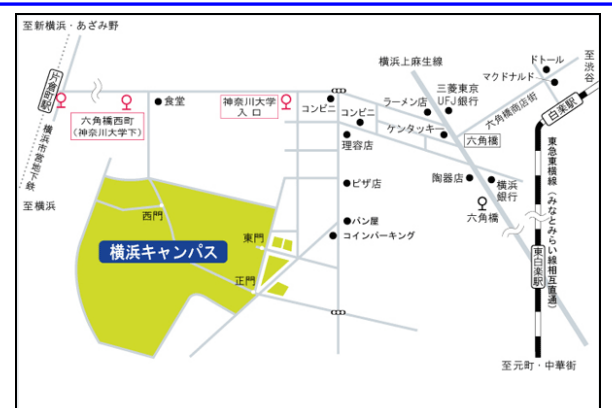 至新横浜・あざみ野
片倉町駅
横浜市営地下鉄
至横浜
六角橋西町
(神奈川大学下)
食堂
神奈川大学
入口
コンビニ
コンビニ
理容店
ピザ店
パン屋
コインパーキング
横浜上麻生線
三菱東京
UFJ銀行
ラーメン店
ケンタッキー
ドトール
マクドナルド
至渋谷
六角橋商店街
六角橋
白楽駅
陶器店
横浜
銀行
六角橋
東急東横線(みなとみらい線相互直通)
東白楽駅
至元町・中華街
西門
横浜キャンパス
東門
正門